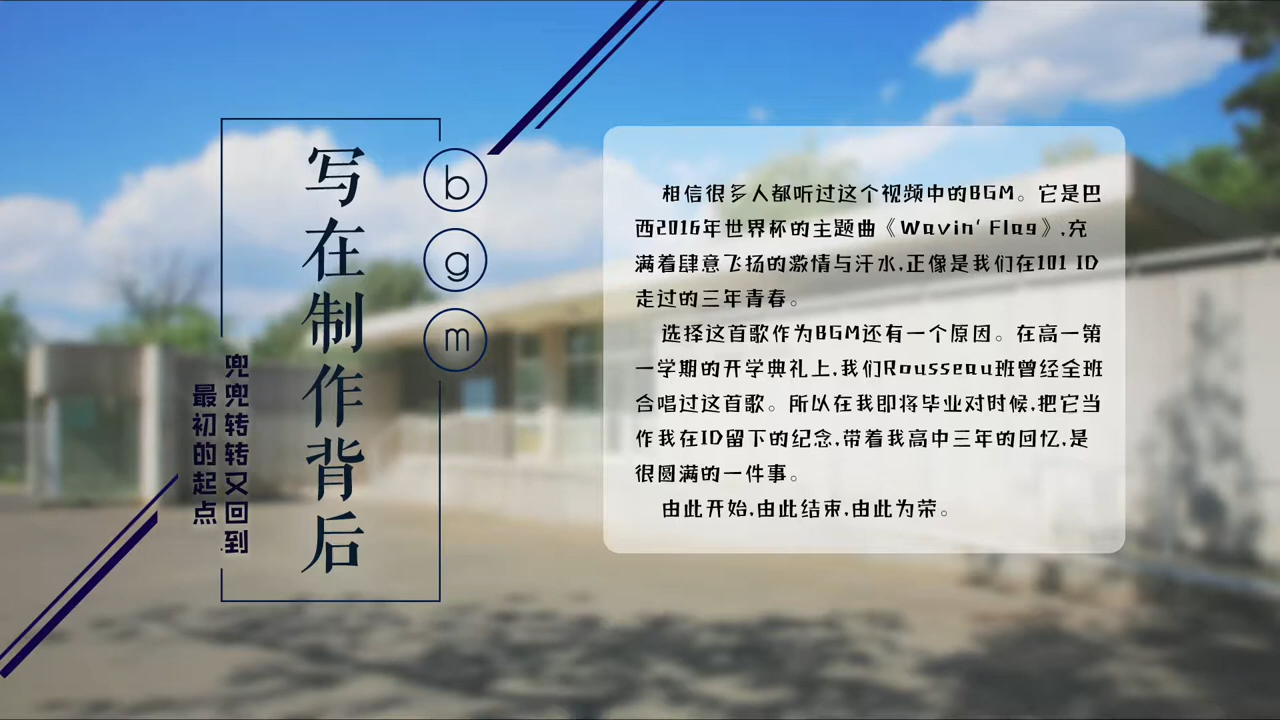 写在制作背后
b
g
m
兜兜转转又回到
最初的起点
相信很多人都听过这个视频中的BGM。它是巴
西2016年世界杯的主题曲《Wavin' Flag》,充
满着肆意飞扬的激情与汗水,正像是我们在101 ID
走过的三年青春。
选择这首歌作为BGM还有一个原因。在高一第
一学期的开学典礼上,我们Rousseau班曾经全班
合唱过这首歌。所以在我即将毕业对时候,把它当
作我在ID留下的纪念,带着我高中三年的回忆,是
很圆满的一件事。
由此开始,由此结束,由此为荣。